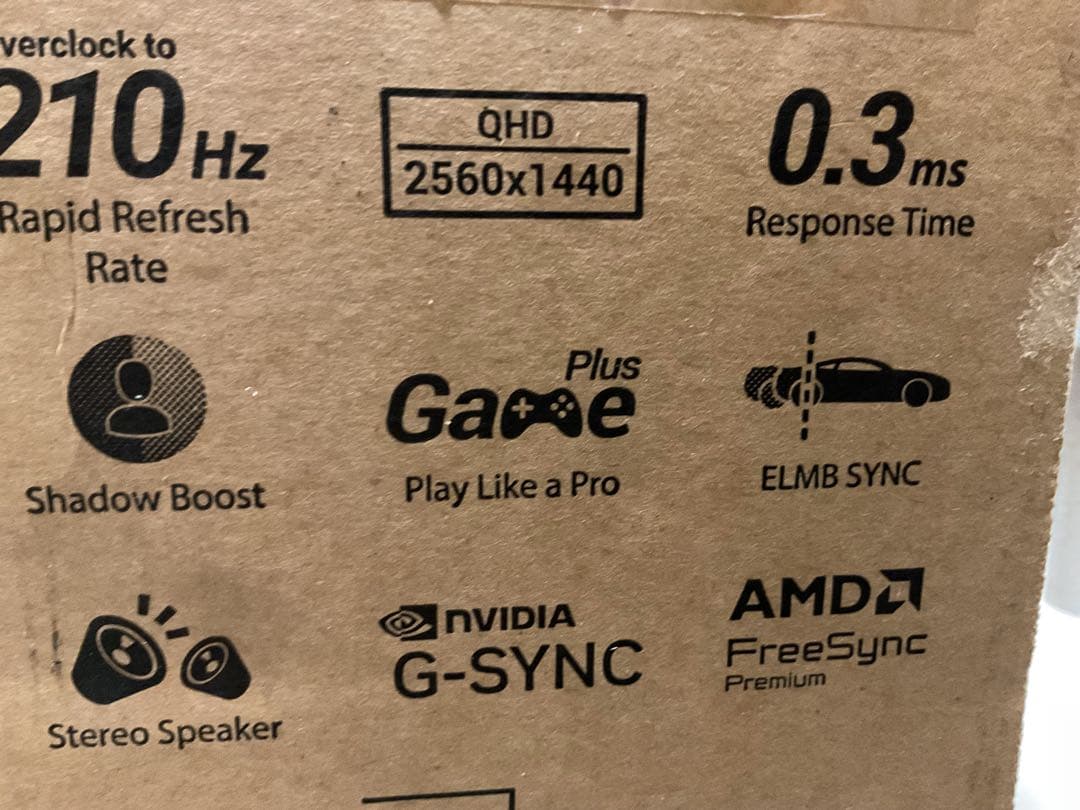 verclock to
210Hz
Rapid Refresh
Rate
QHD
2560x1440
0.3ms
Response Time
Shadow Boost
Game Plus
Play Like a Pro
ELMB SYNC
Stereo Speaker
NVIDIA
G-SYNC
AMD
FreeSync
Premium